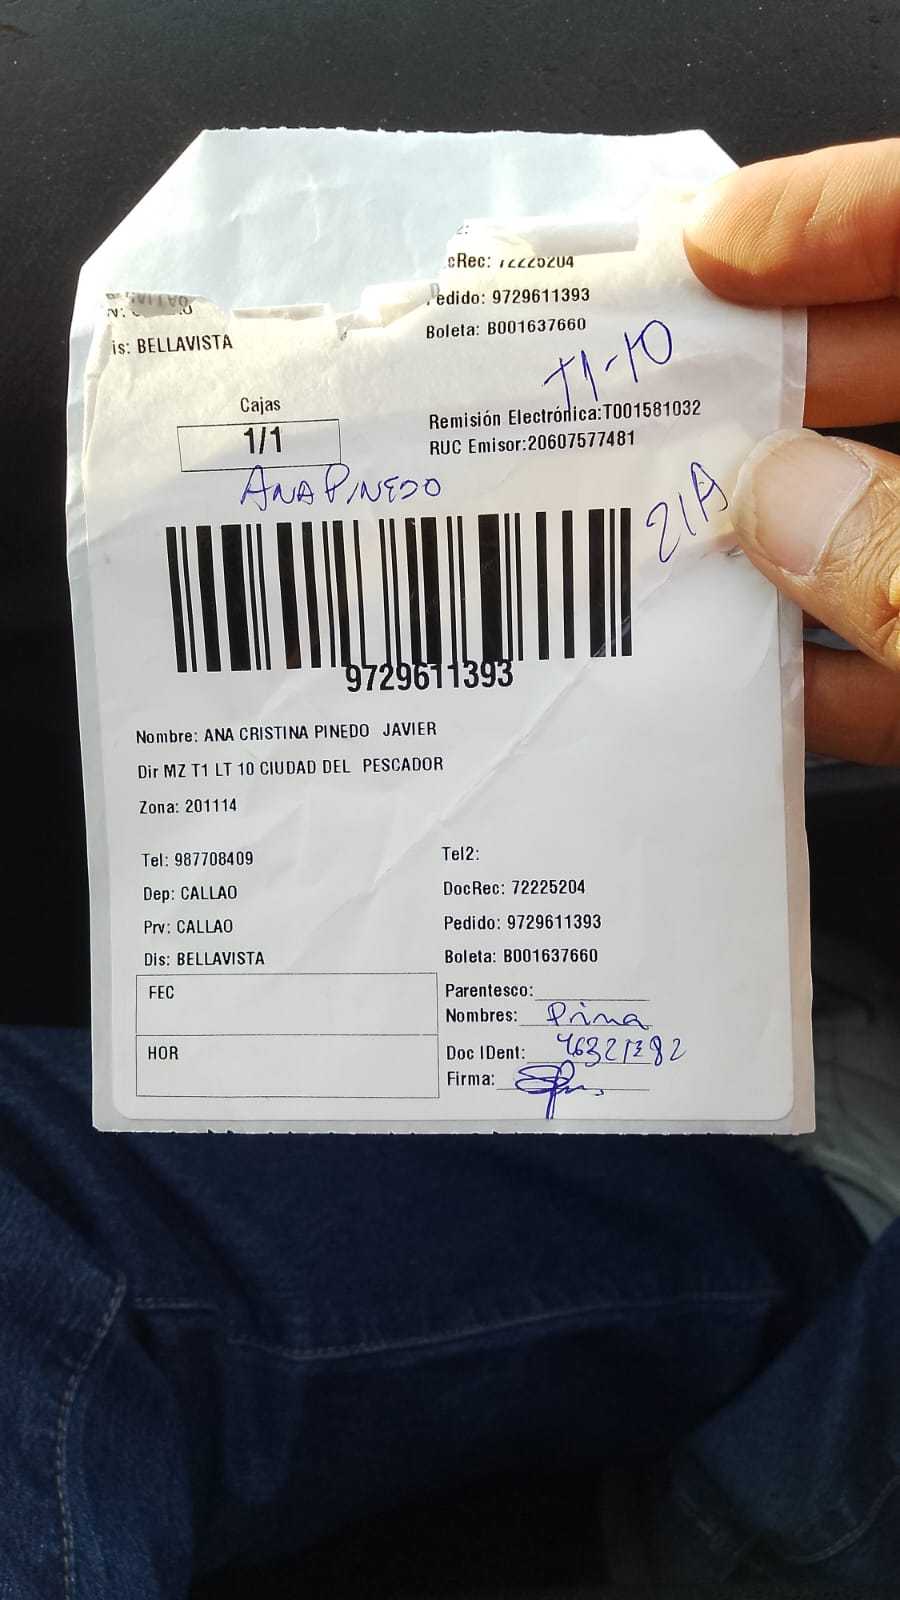 cRec: 72225204
Pedido: 9729611393
is: BELLAVISTA
Boleta: B001637660
T1-10
Cajas
1/1
Remisión Electrónica:T001581032
RUC Emisor:20607577481
ANA PINEDO
21A
9729611393
Nombre: ANA CRISTINA PINEDO JAVIER
Dir MZ T1 LT 10 CIUDAD DEL PESCADOR
Zona: 201114
Tel: 987708409
Tel2:
Dep: CALLAO
DocRec: 72225204
Prv: CALLAO
Pedido: 9729611393
Dis: BELLAVISTA
Boleta: B001637660
FEC
Parentesco:
Nombres:
HOR
Doc IDent:
Firma: